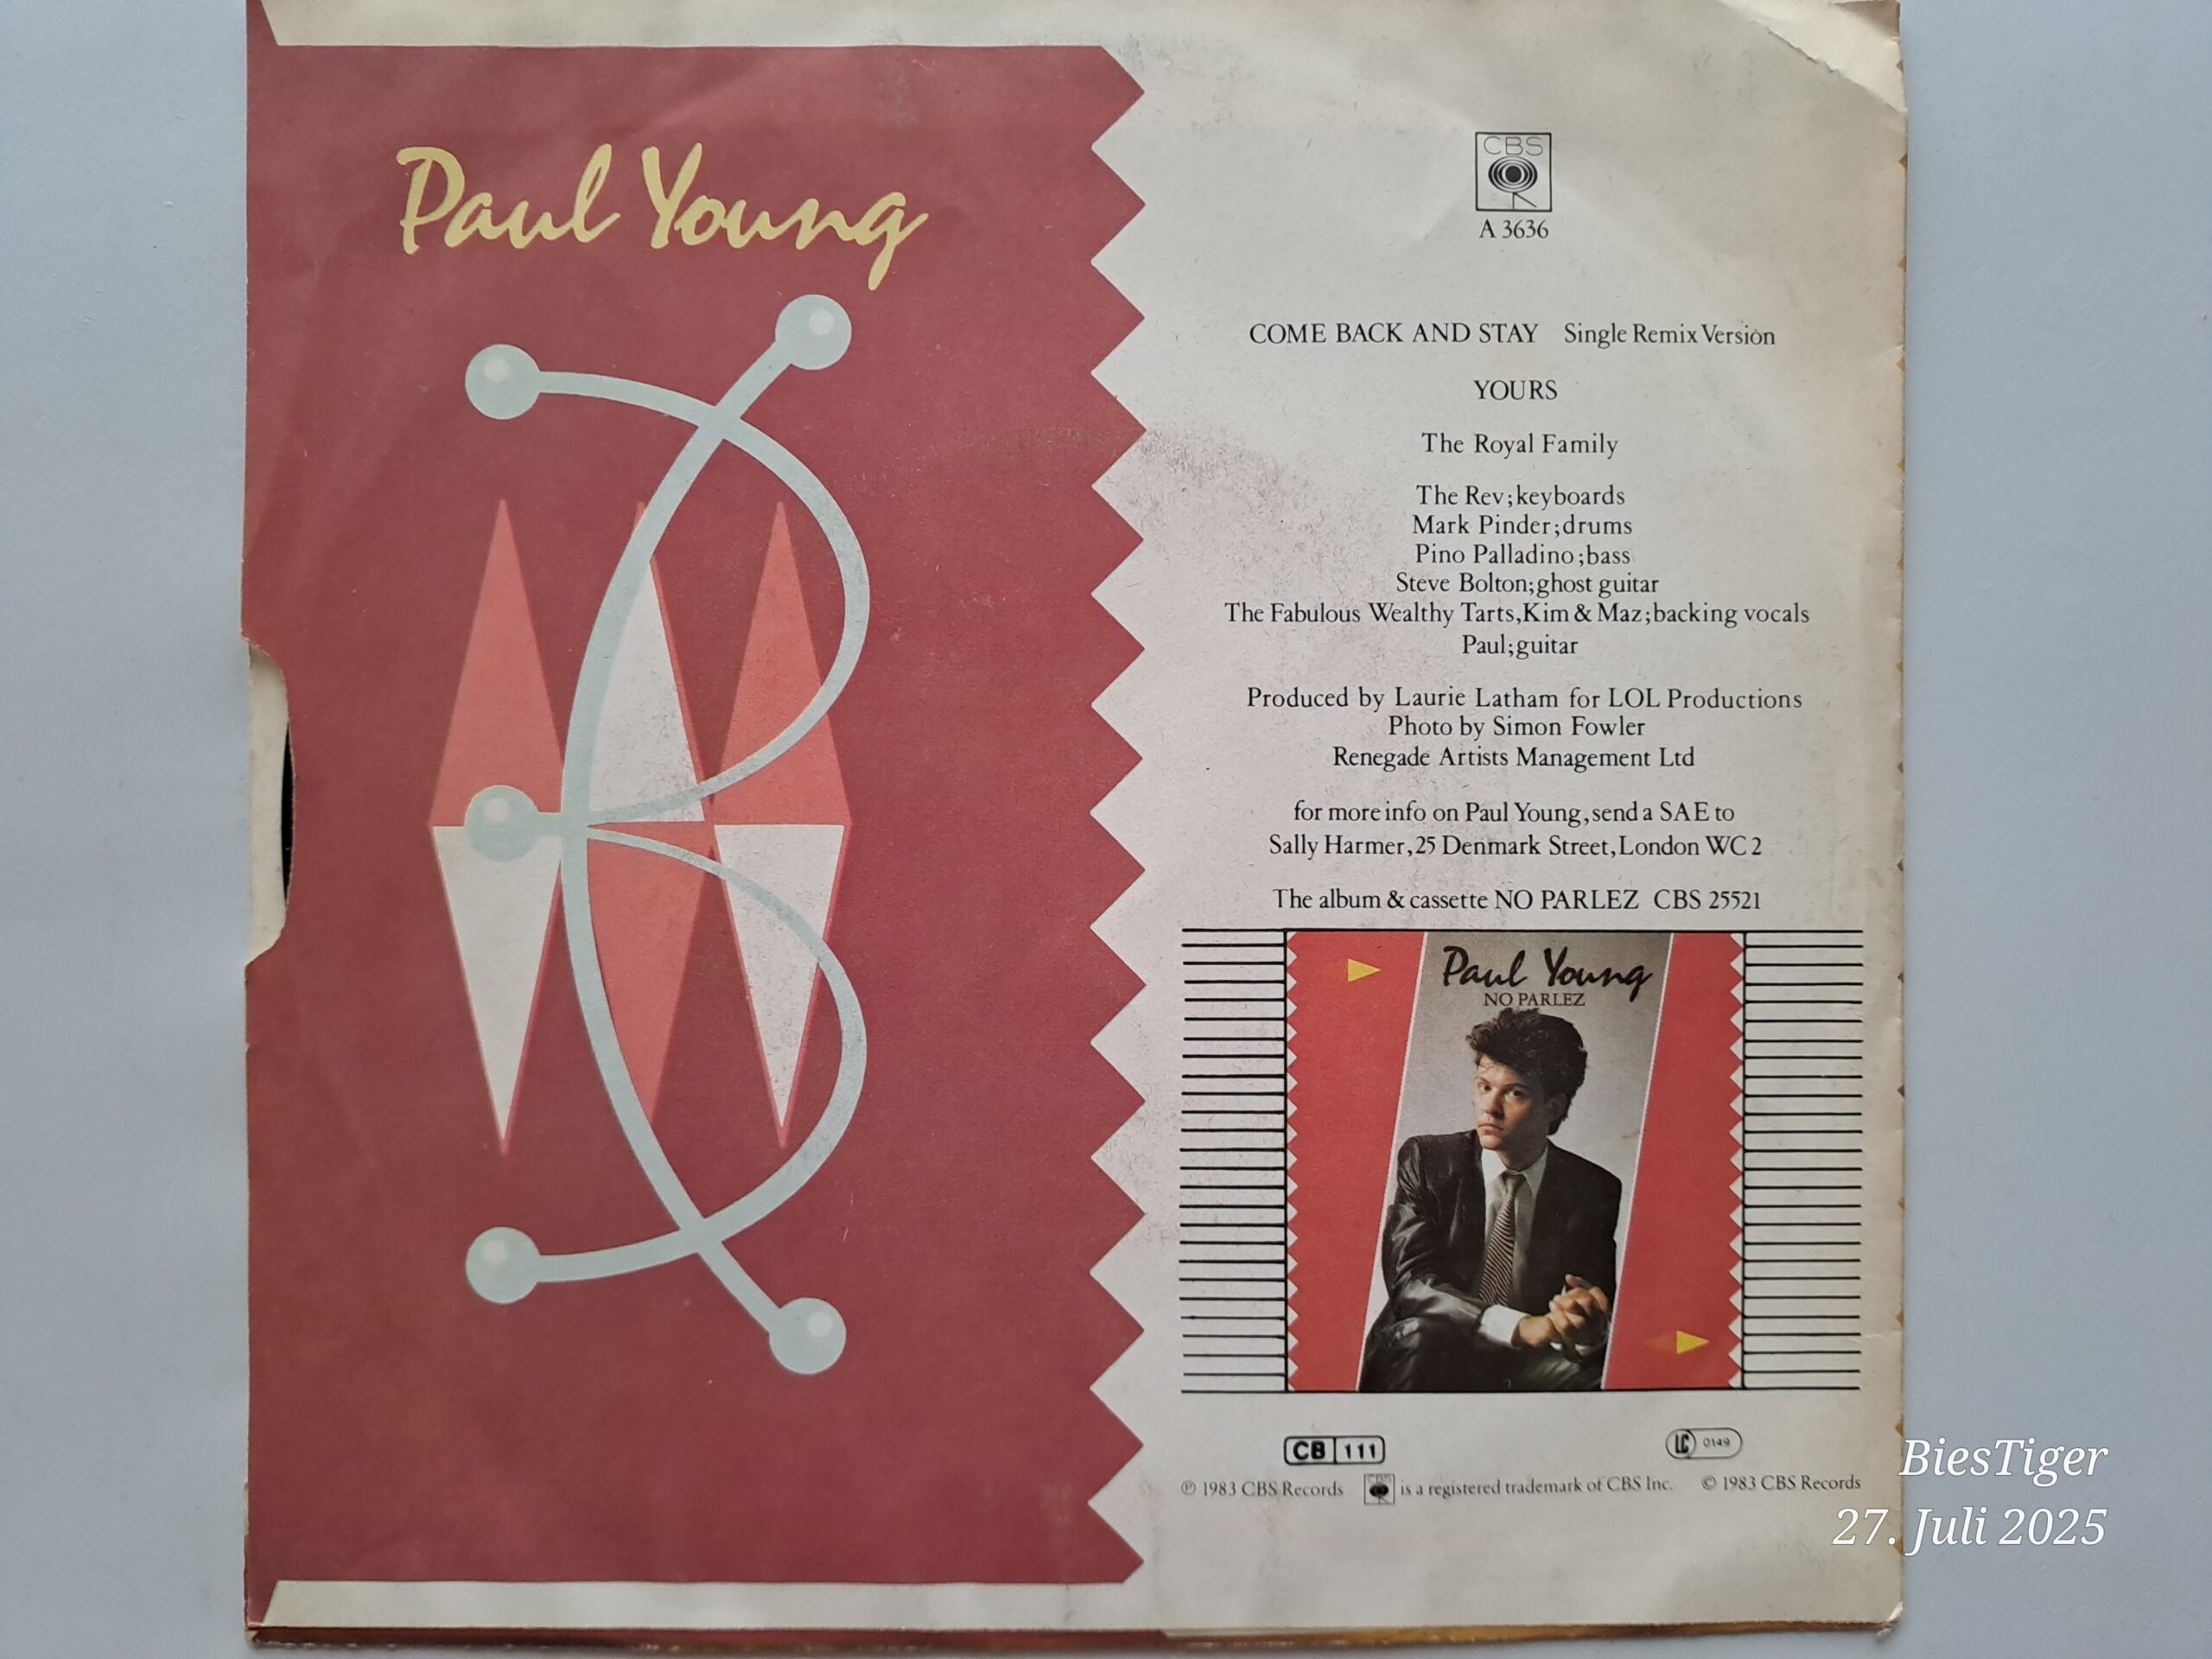 Paul Young
CBS
A 3636
COME BACK AND STAY Single Remix Version
YOURS
The Royal Family
The Rev;keyboards
Mark Pinder;drums
Pino Palladino;bass
Steve Bolton;ghost guitar
The Fabulous Wealthy Tarts,Kim & Maz;backing vocals
Paul;guitar
Produced by Laurie Latham for LOL Productions
Photo by Simon Fowler
Renegade Artists Management Ltd
for more info on Paul Young,send a SAE to
Sally Harmer,25 Denmark Street,London WC2
The album & cassette NO PARLEZ CBS 25521
Paul Young
NO PARLEZ
CB 111
LC 0149
℗ 1983 CBS Records CBS is a registered trademark of CBS Inc. © 1983 CBS Records
BiesTiger
27. Juli 2025